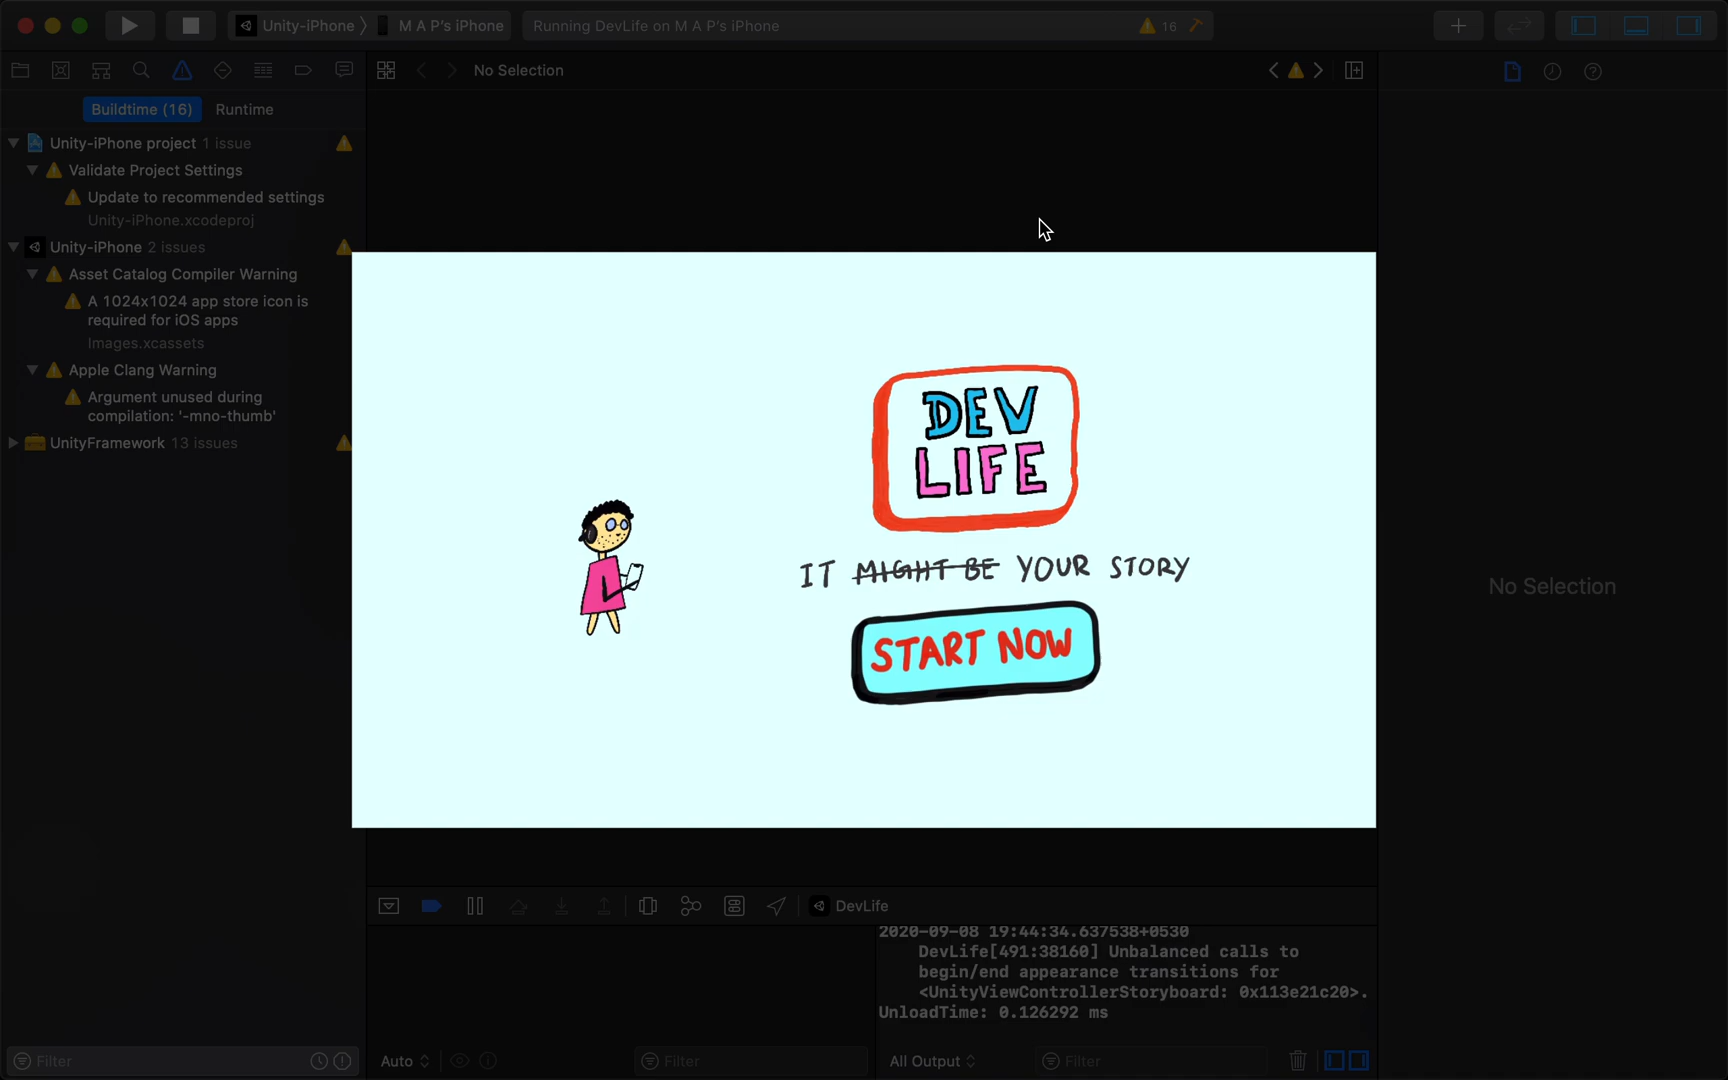 Unity-iPhone
M A P's iPhone
Running DevLife on M A P's iPhone
16
No Selection
Buildtime (16)
Runtime
Unity-iPhone project 1 issue
Validate Project Settings
Update to recommended settings
Unity-iPhone.xcodeproj
Unity-iPhone 2 issues
Asset Catalog Compiler Warning
A 1024x1024 app store icon is
required for iOS apps
Images.xcassets
Apple Clang Warning
Argument unused during
compilation: '-mno-thumb'
UnityFramework 13 issues
DEV
LIFE
IT MIGHT BE YOUR STORY
START NOW
No Selection
DevLife
2020-09-08 19:44:34.637538+0530
DevLife[491:38160] Unbalanced calls to
begin/end appearance transitions for
<UnityViewControllerStoryboard: 0x113e21c20>.
UnloadTime: 0.126292 ms
Filter
Auto
Filter
All Output
Filter